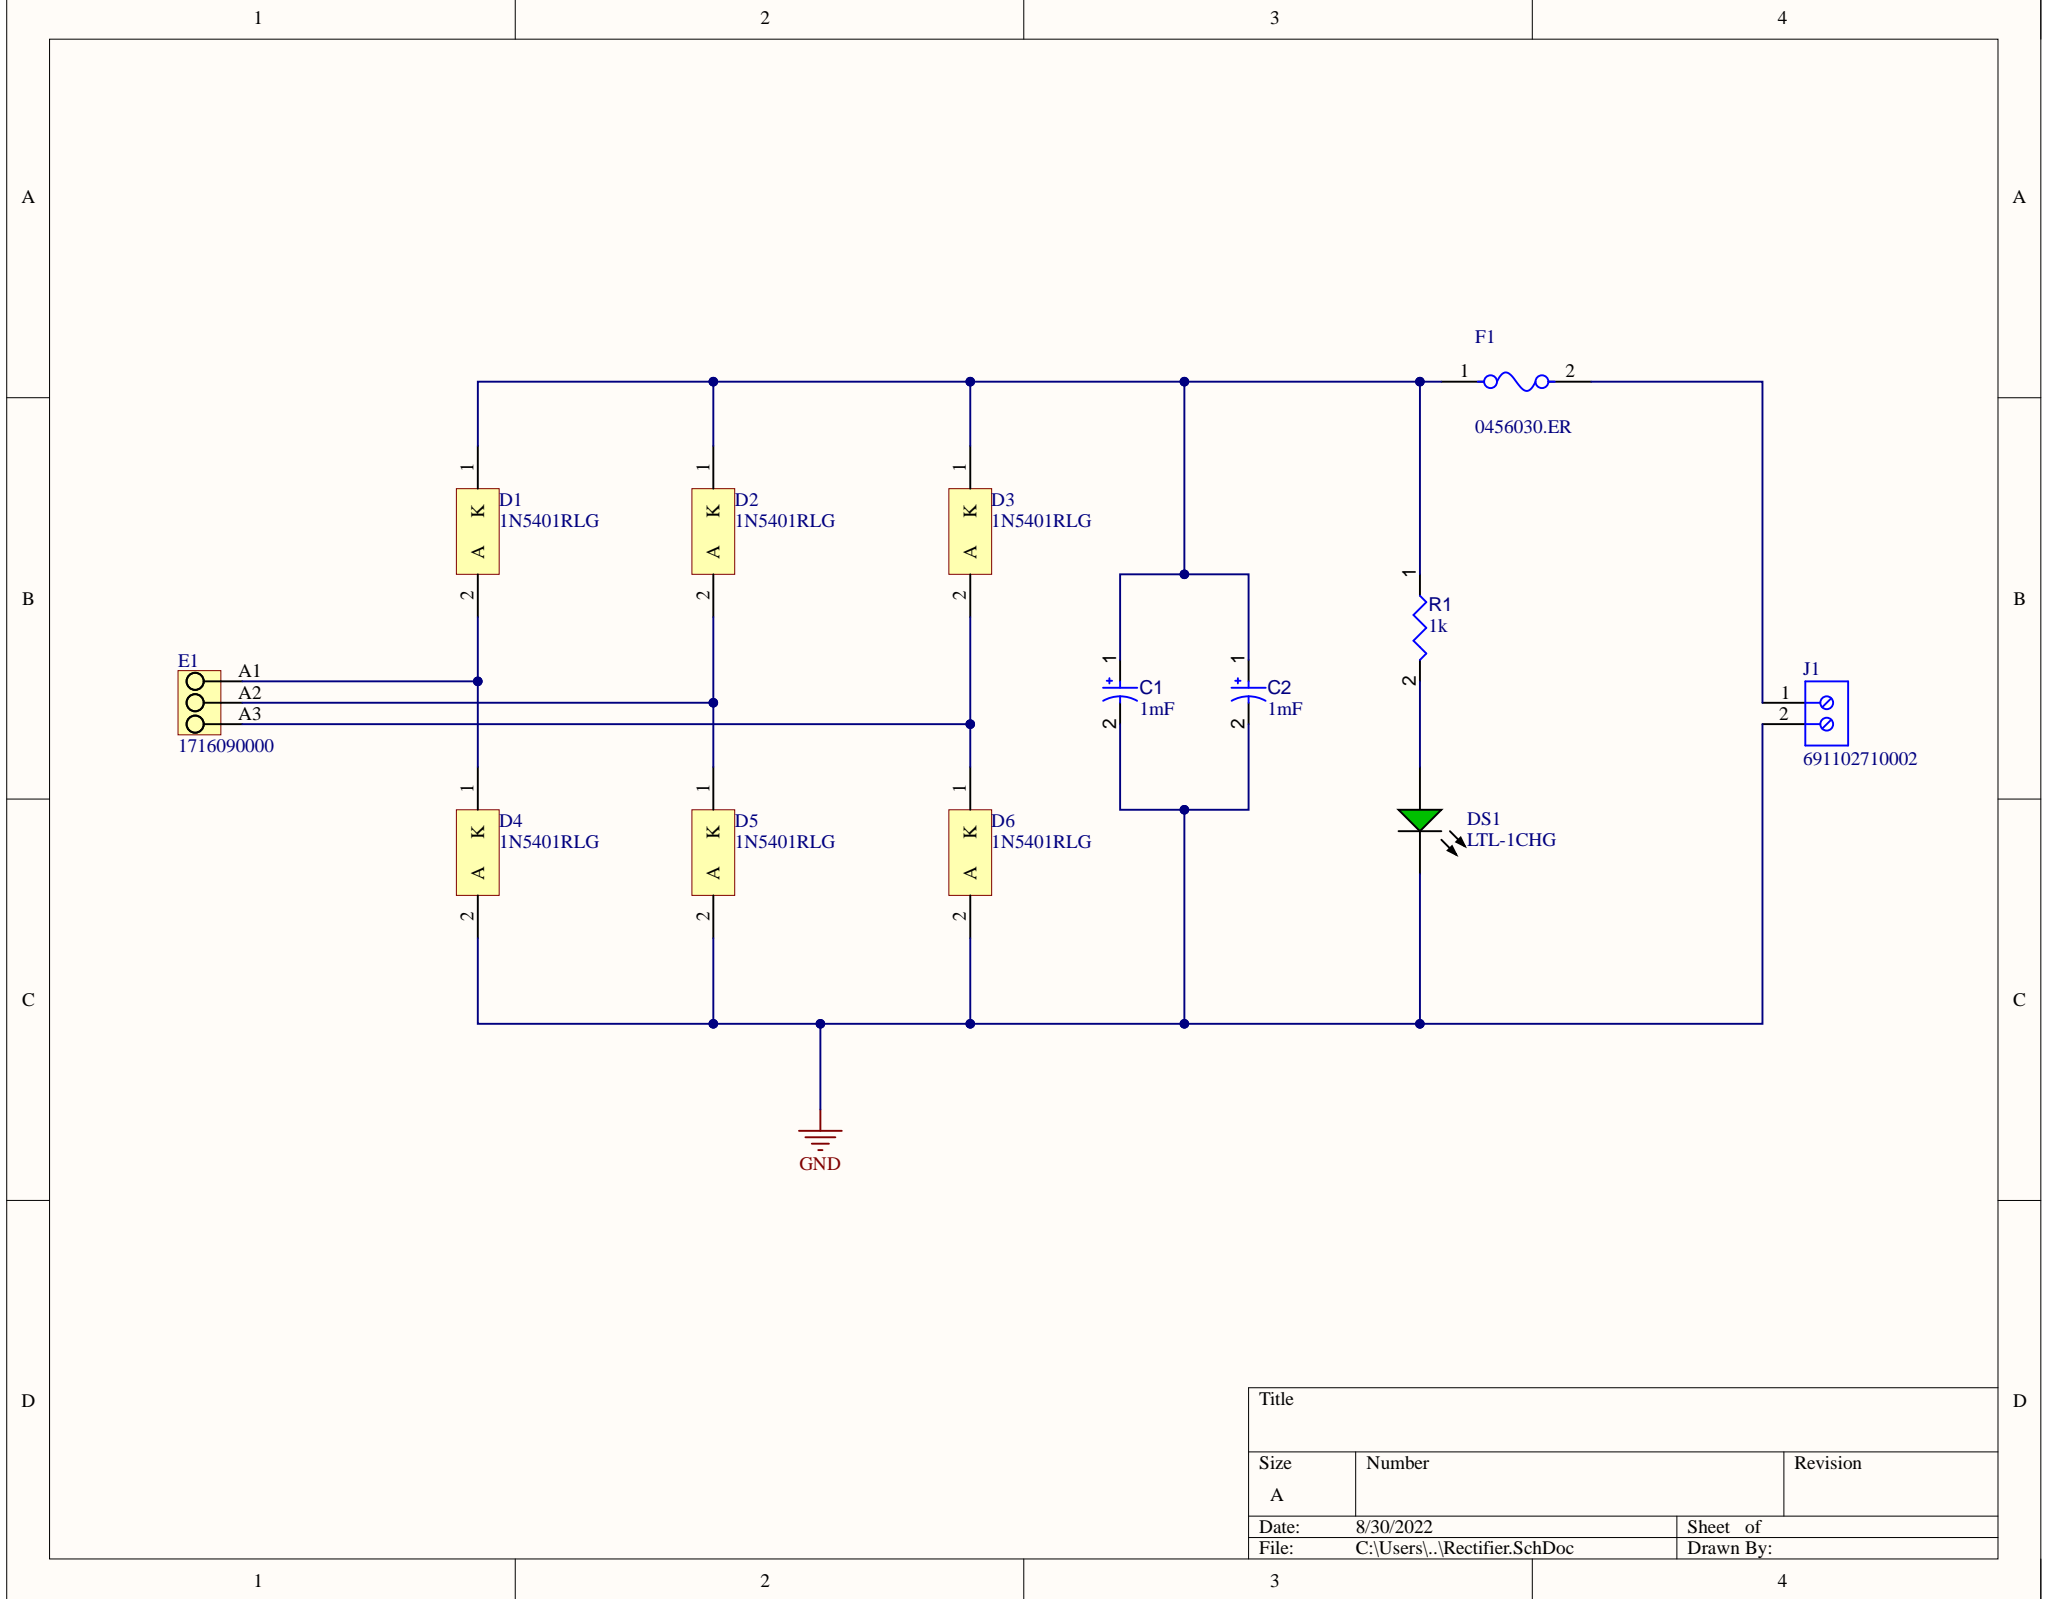 1 2 3 4
A A
F1
1 2
0456030.ER
1 1 1
K D1 K D2 K D3
1N5401RLG 1N5401RLG 1N5401RLG
A A A
1
B 2 2 2 B
R1
1k
E1 A1 1 1 J1
A2 + C1 + C2 2 1
A3 1mF 1mF 2
1716090000 2 2 691102710002
1 1 1
K D4 K D5 K D6 DS1
1N5401RLG 1N5401RLG 1N5401RLG LTL-1CHG
A A A
2 2 2
C C
GND
D D
Title
Size Number Revision
A
Date: 8/30/2022 Sheet of
File: C:\Users\..\Rectifier.SchDoc Drawn By:
1 2 3 4